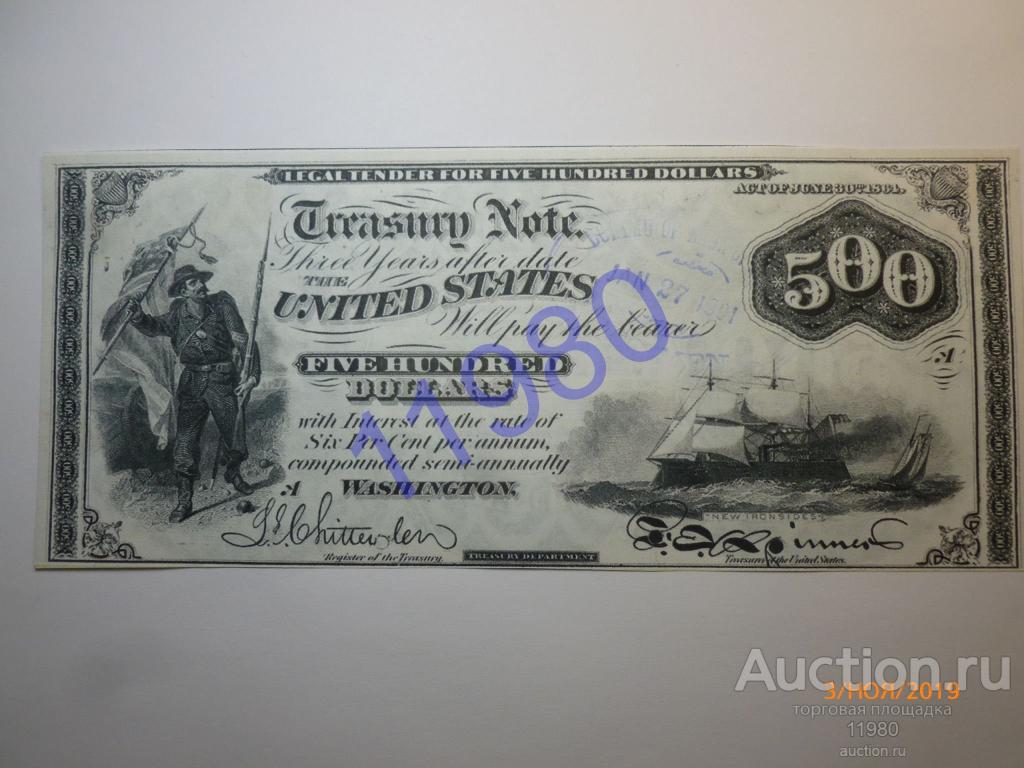 LEGAL TENDER FOR FIVE HUNDRED DOLLARS
ACT OF JUNE 30TH 1864.
Treasury Note.
Three Years after date
THE
UNITED STATES
Will pay the bearer
500
FIVE HUNDRED
DOLLARS
with Interest at the rate of
Six Per Cent per annum,
compounded semi-annually
A
WASHINGTON,
A
"NEW IRONSIDES"
Register of the Treasury.
TREASURY DEPARTMENT
Treasurer of the United States.
JAN 27 1991
11980
Auction.ru
3/НОЯ/2019
торговая площадка
11980
auction.ru